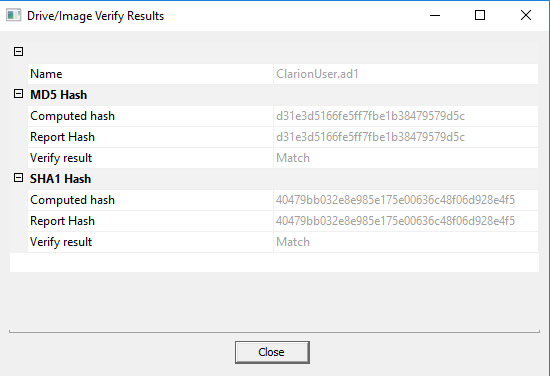 Drive/Image Verify Results
Name ClarionUser.ad1
MD5 Hash
Computed hash d31e3d5166fe5ff7fbe1b38479579d5c
Report Hash d31e3d5166fe5ff7fbe1b38479579d5c
Verify result Match
SHA1 Hash
Computed hash 40479bb032e8e985e175e00636c48f06d928e4f5
Report Hash 40479bb032e8e985e175e00636c48f06d928e4f5
Verify result Match
Close